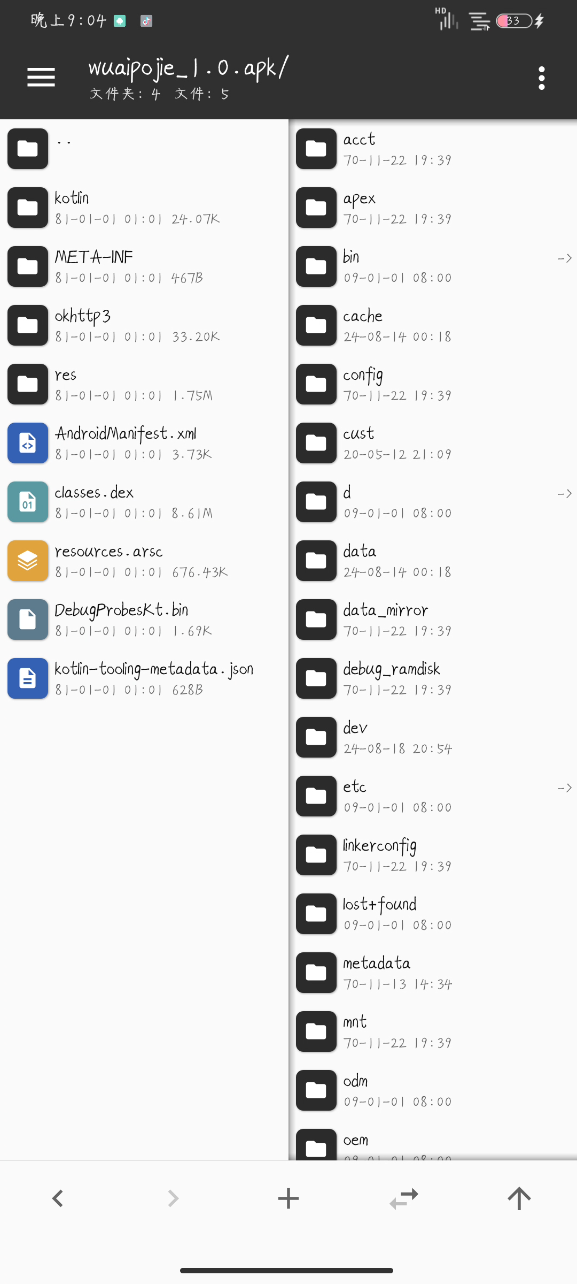 晚上9:04
HD
33
wuaipojie_1.0.apk/
文件夹: 4 文件: 5
..
kotlin
81-01-01 01:01 24.07K
META-INF
81-01-01 01:01 467B
okhttp3
81-01-01 01:01 33.20K
res
81-01-01 01:01 1.75M
AndroidManifest.xml
81-01-01 01:01 3.73K
classes.dex
81-01-01 01:01 8.61M
resources.arsc
81-01-01 01:01 676.43K
DebugProbesKt.bin
81-01-01 01:01 1.69K
kotlin-tooling-metadata.json
81-01-01 01:01 628B
acct
70-11-22 19:39
apex
70-11-22 19:39
bin ->
09-01-01 08:00
cache
24-08-14 00:18
config
70-11-22 19:39
cust
20-05-12 21:09
d ->
09-01-01 08:00
data
24-08-14 00:18
data_mirror
70-11-22 19:39
debug_ramdisk
70-11-22 19:39
dev
24-08-18 20:54
etc ->
09-01-01 08:00
linkerconfig
70-11-22 19:39
lost+found
09-01-01 08:00
metadata
70-11-13 14:34
mnt
70-11-22 19:39
odm
09-01-01 08:00
oem